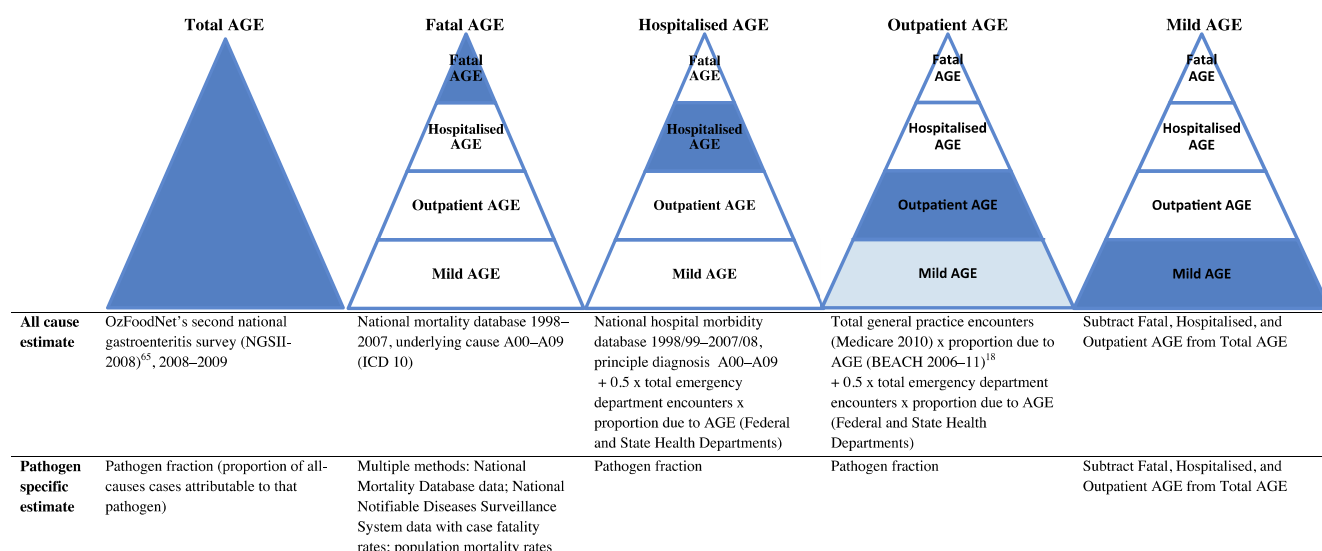 Total AGE
Fatal AGE
Hospitalised AGE
Outpatient AGE
Mild AGE
Fatal
AGE
Hospitalised
AGE
Outpatient AGE
Mild AGE
Fatal
AGE
Hospitalised
AGE
Outpatient AGE
Mild AGE
Fatal
AGE
Hospitalised
AGE
Outpatient AGE
Mild AGE
Fatal
AGE
Hospitalised
AGE
Outpatient AGE
Mild AGE
All cause
estimate
OzFoodNet's second national
gastroenteritis survey (NGSII-
2008)65, 2008–2009
National mortality database 1998–
2007, underlying cause A00–A09
(ICD 10)
National hospital morbidity
database 1998/99–2007/08,
principle diagnosis A00–A09
+ 0.5 x total emergency
department encounters x
proportion due to AGE (Federal
and State Health Departments)
Total general practice encounters
(Medicare 2010) x proportion due to
AGE (BEACH 2006–11)18
+ 0.5 x total emergency department
encounters x proportion due to AGE
(Federal and State Health
Departments)
Subtract Fatal, Hospitalised, and
Outpatient AGE from Total AGE
Pathogen
specific
estimate
Pathogen fraction (proportion of all-
causes cases attributable to that
pathogen)
Multiple methods: National
Mortality Database data; National
Notifiable Diseases Surveillance
System data with case fatality
rates; population mortality rates
Pathogen fraction
Pathogen fraction
Subtract Fatal, Hospitalised, and
Outpatient AGE from Total AGE